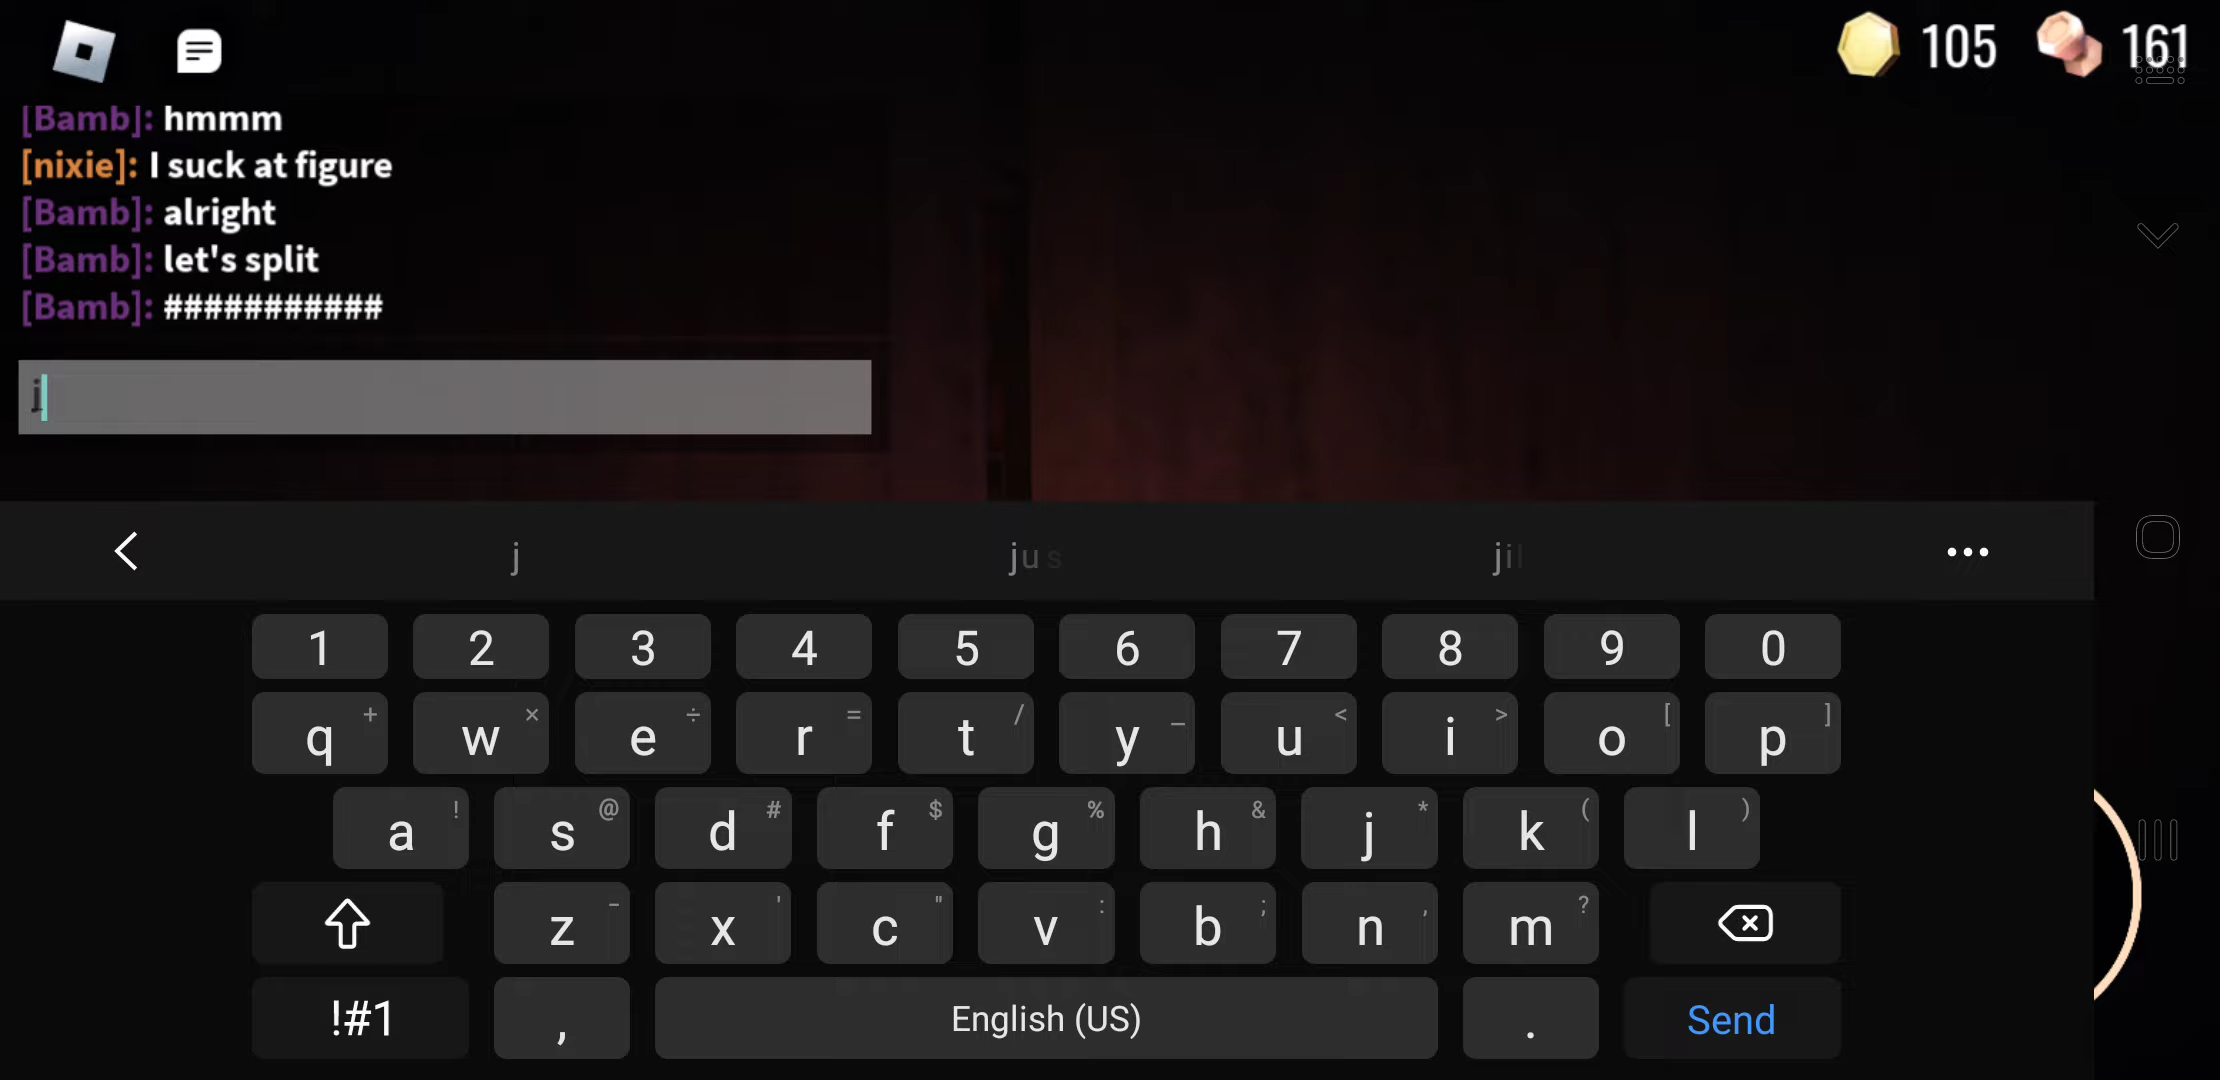 105 161
[Bamb]: hmmm
[nixie]: I suck at figure
[Bamb]: alright
[Bamb]: let's split
[Bamb]: ###########
j
j jus jil
1 2 3 4 5 6 7 8 9 0
q + w × e ÷ r = t / y _ u < i > o [ p ]
a ! s @ d # f $ g % h & j * k ( l )
z - x ' c " v : b ; n , m ?
!#1 , English (US) . Send